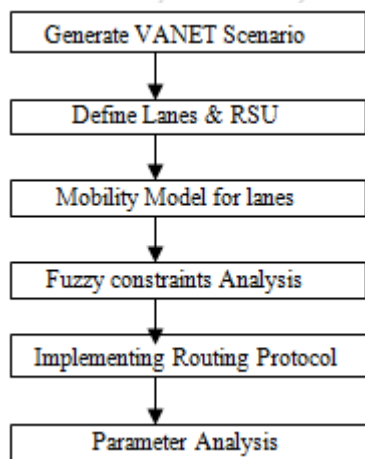 Generate VANET Scenario
Define Lanes & RSU
Mobility Model for lanes
Fuzzy constraints Analysis
Implementing Routing Protocol
Parameter Analysis